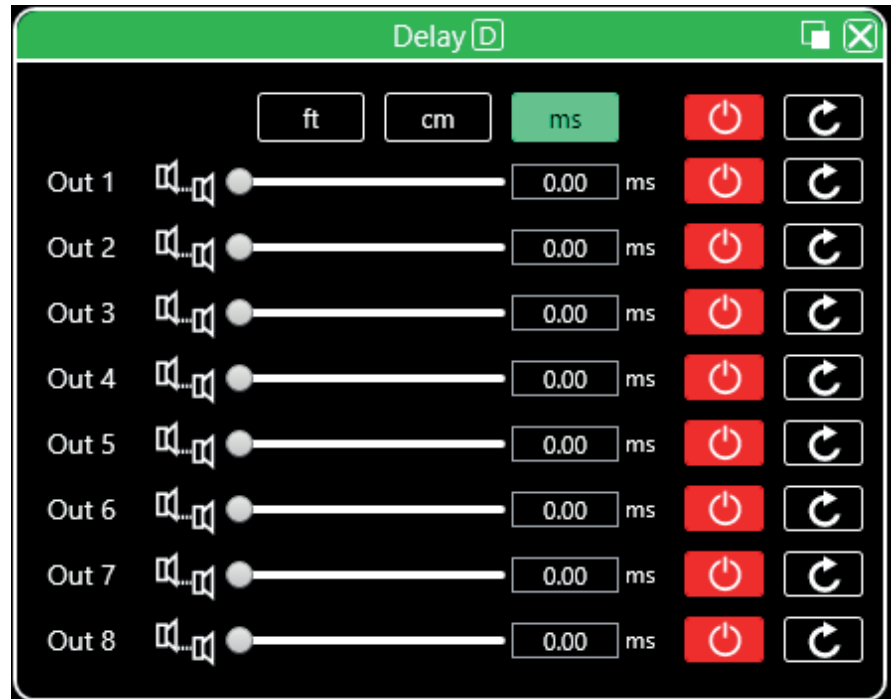 Delay D
ft cm ms
Out 1 0.00 ms
Out 2 0.00 ms
Out 3 0.00 ms
Out 4 0.00 ms
Out 5 0.00 ms
Out 6 0.00 ms
Out 7 0.00 ms
Out 8 0.00 ms